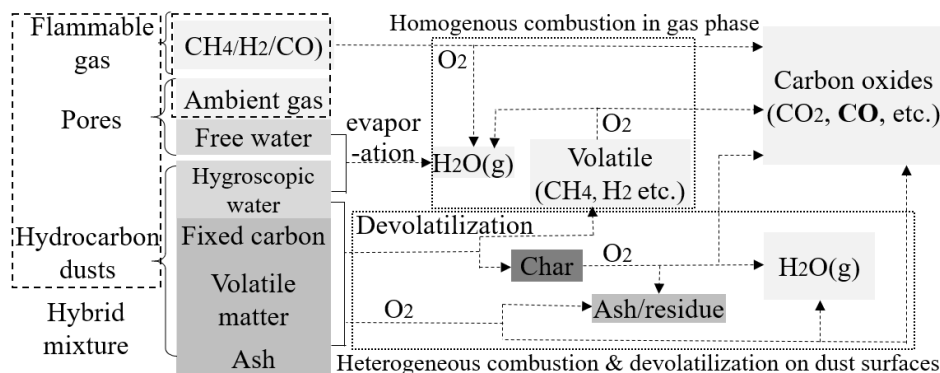 Flammable
gas
Pores
Hydrocarbon
dusts
Hybrid
mixture
CH4/H2/CO)
Ambient gas
Free water
Hygroscopic
water
Fixed carbon
Volatile
matter
Ash
evapor
-ation
Homogenous combustion in gas phase
O2
O2
H2O(g)
Volatile
(CH4, H2 etc.)
Carbon oxides
(CO2, CO, etc.)
Devolatilization
Char
O2
H2O(g)
O2
Ash/residue
Heterogeneous combustion & devolatilization on dust surfaces